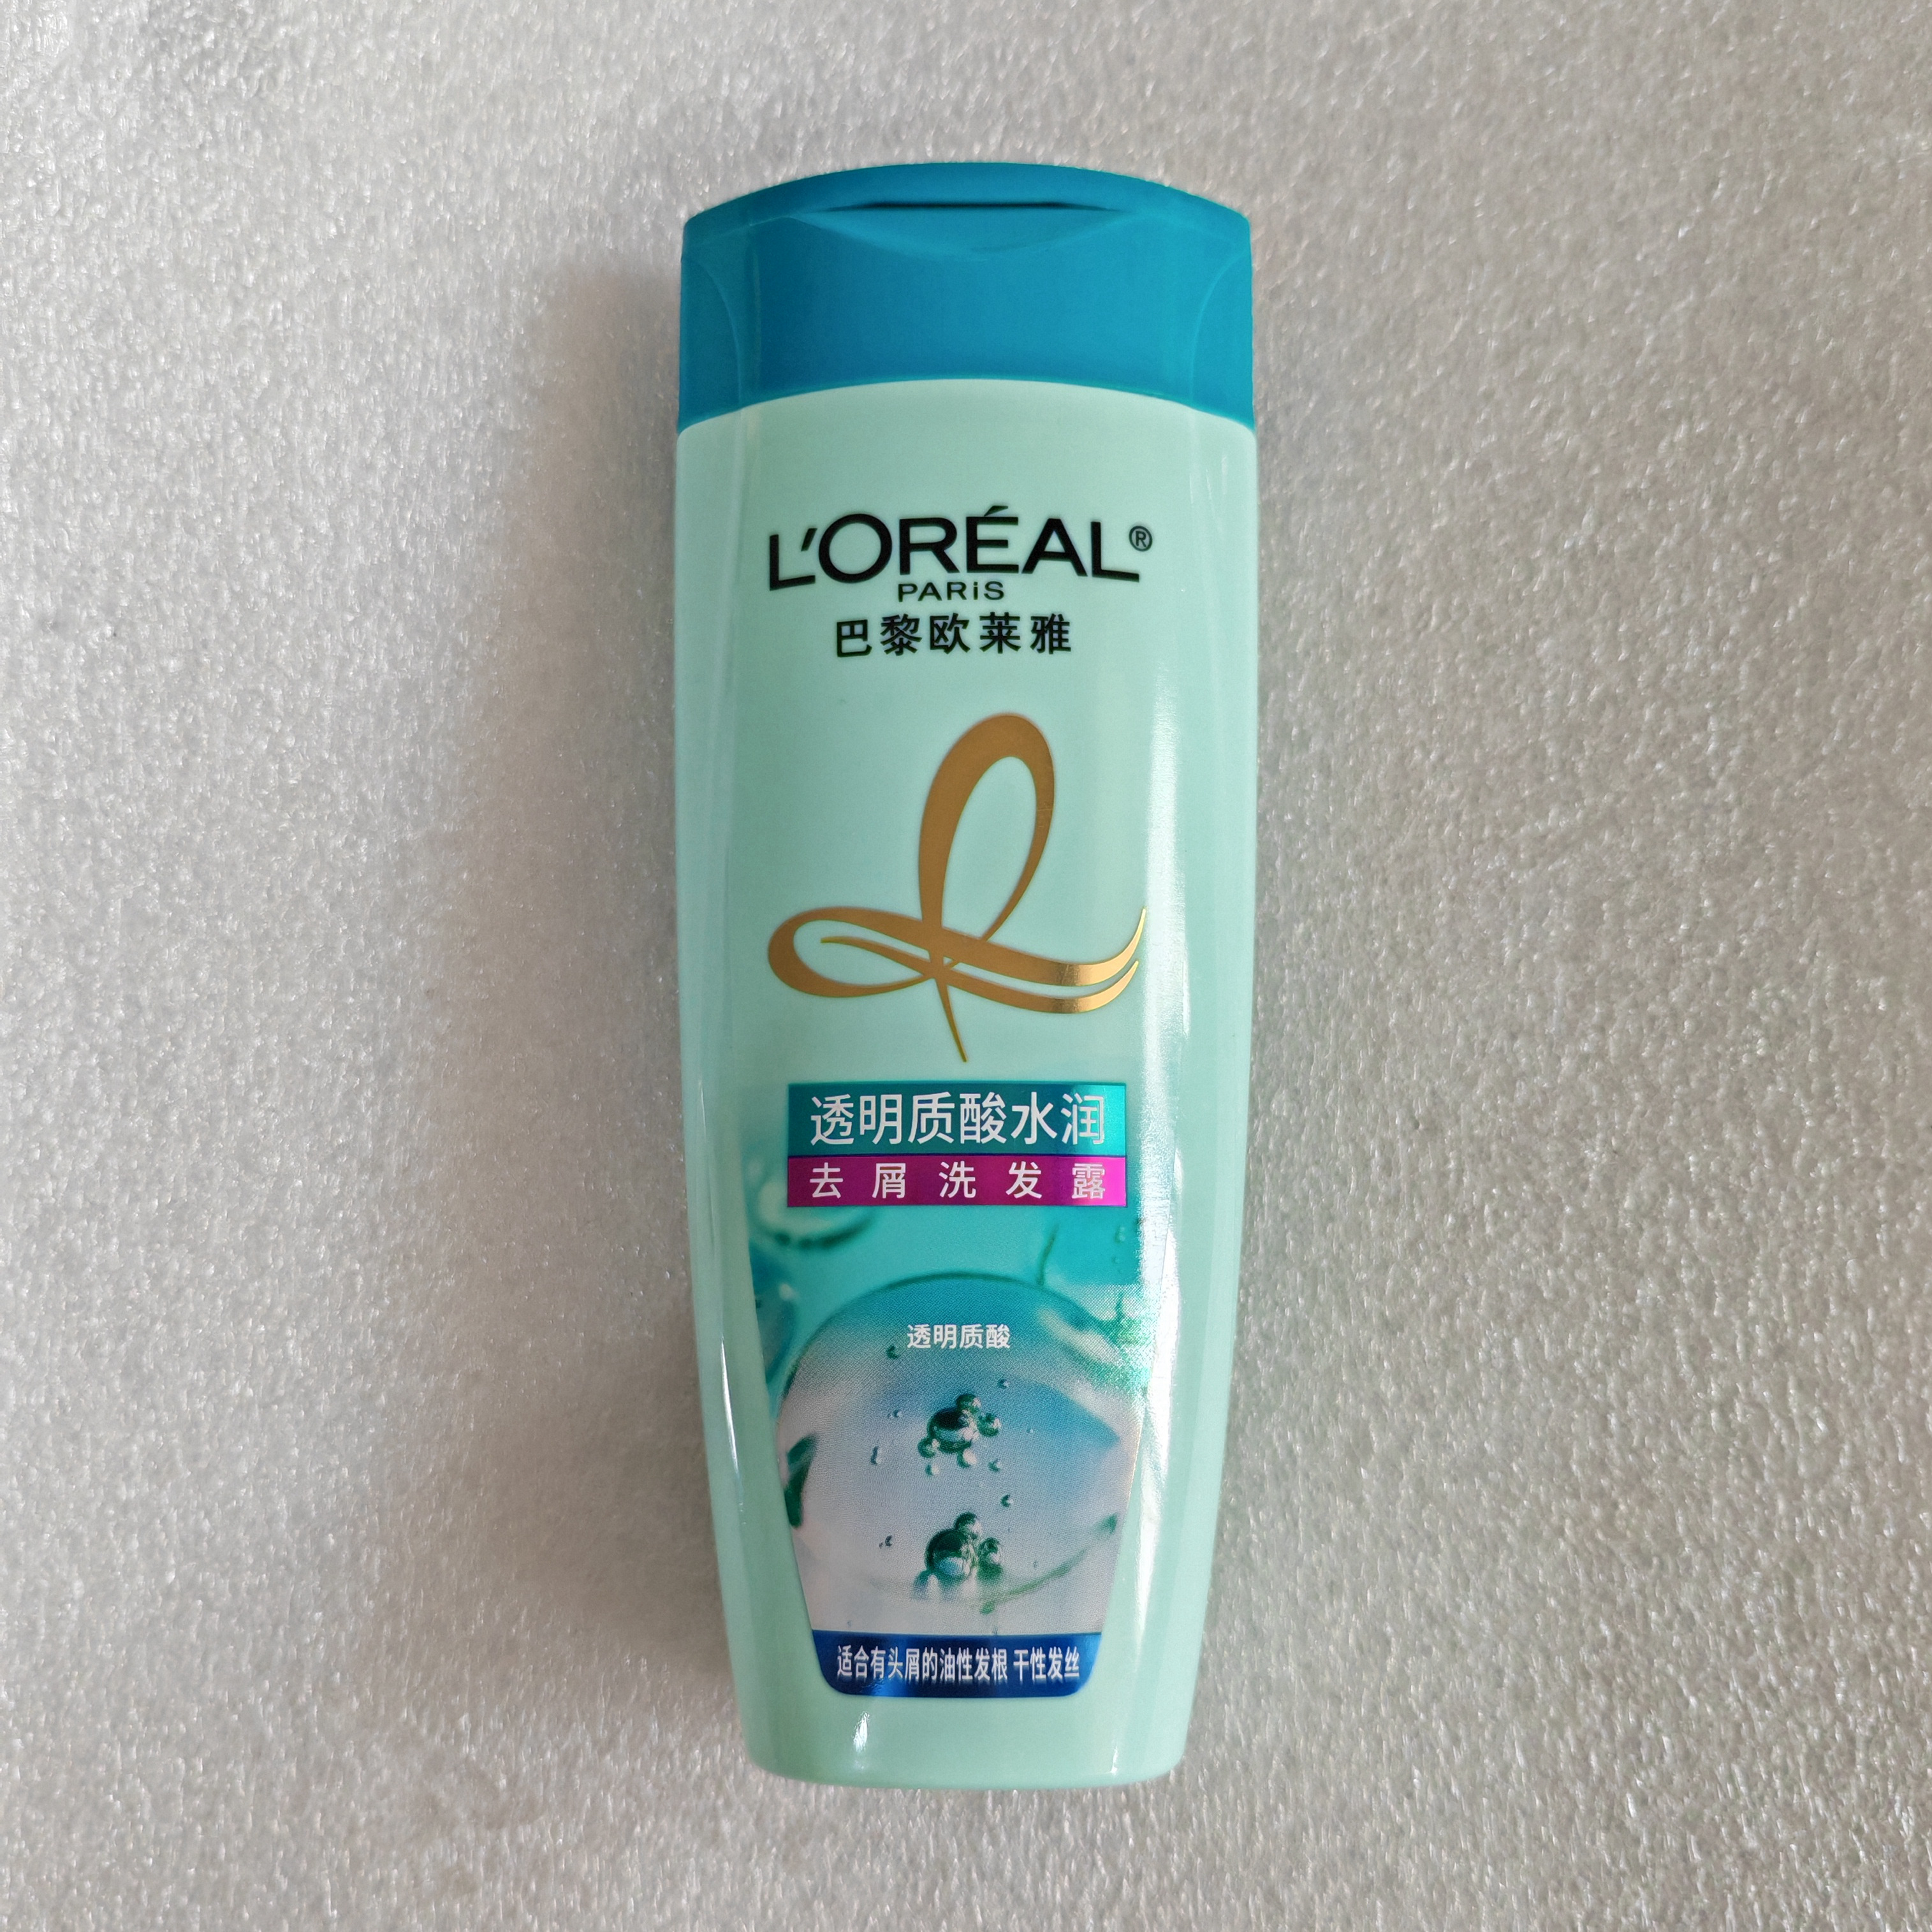 L'ORÉAL®
PARiS
巴黎欧莱雅
透明质酸水润
去屑洗发露
透明质酸
适合有头屑的油性发根 干性发丝